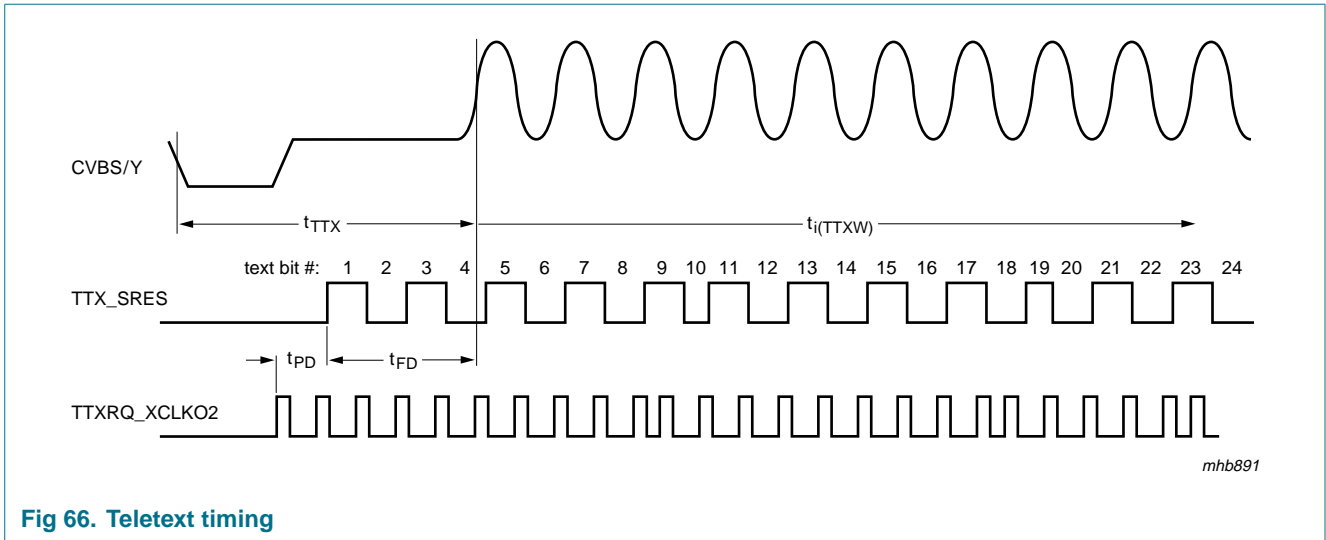 CVBS/Y
tTTX
ti(TTXW)
text bit #: 1 2 3 4 5 6 7 8 9 10 11 12 13 14 15 16 17 18 19 20 21 22 23 24
TTX_SRES
tPD
tFD
TTXRQ_XCLKO2
mhb891
Fig 66. Teletext timing